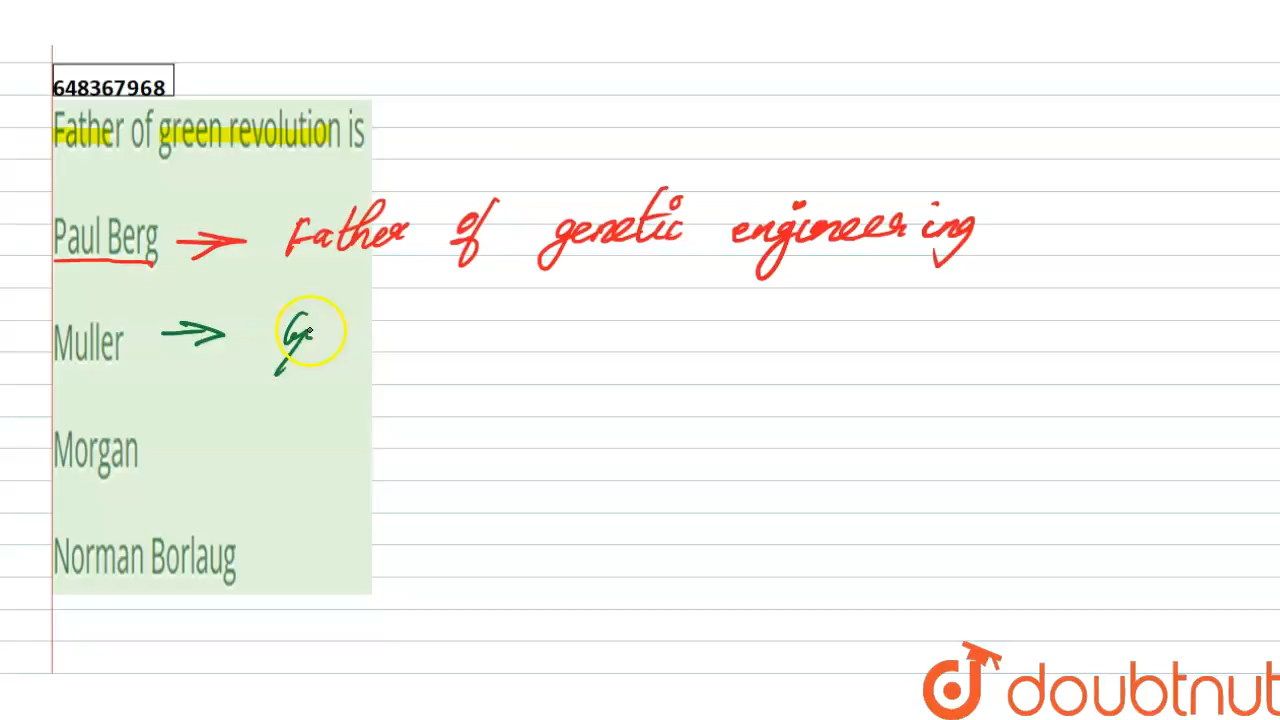 648367968
Father of green revolution is
Paul Berg → Father of genetic engineering
Muller →
Morgan
Norman Borlaug
doubtnut